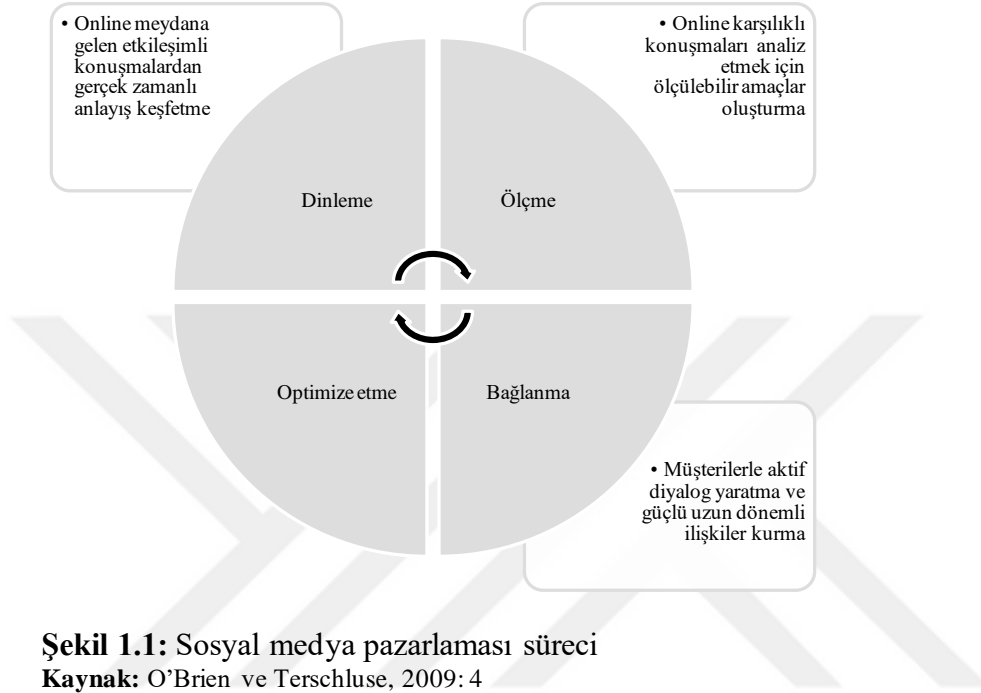 • Online meydana
gelen etkileşimli
konuşmalardan
gerçek zamanlı
anlayış keşfetme
• Online karşılıklı
konuşmaları analiz
etmek için
ölçülebilir amaçlar
oluşturma
Dinleme
Ölçme
Optimize etme
Bağlanma
• Müşterilerle aktif
diyalog yaratma ve
güçlü uzun dönemli
ilişkiler kurma
Şekil 1.1: Sosyal medya pazarlaması süreci
Kaynak: O’Brien ve Terschluse, 2009: 4